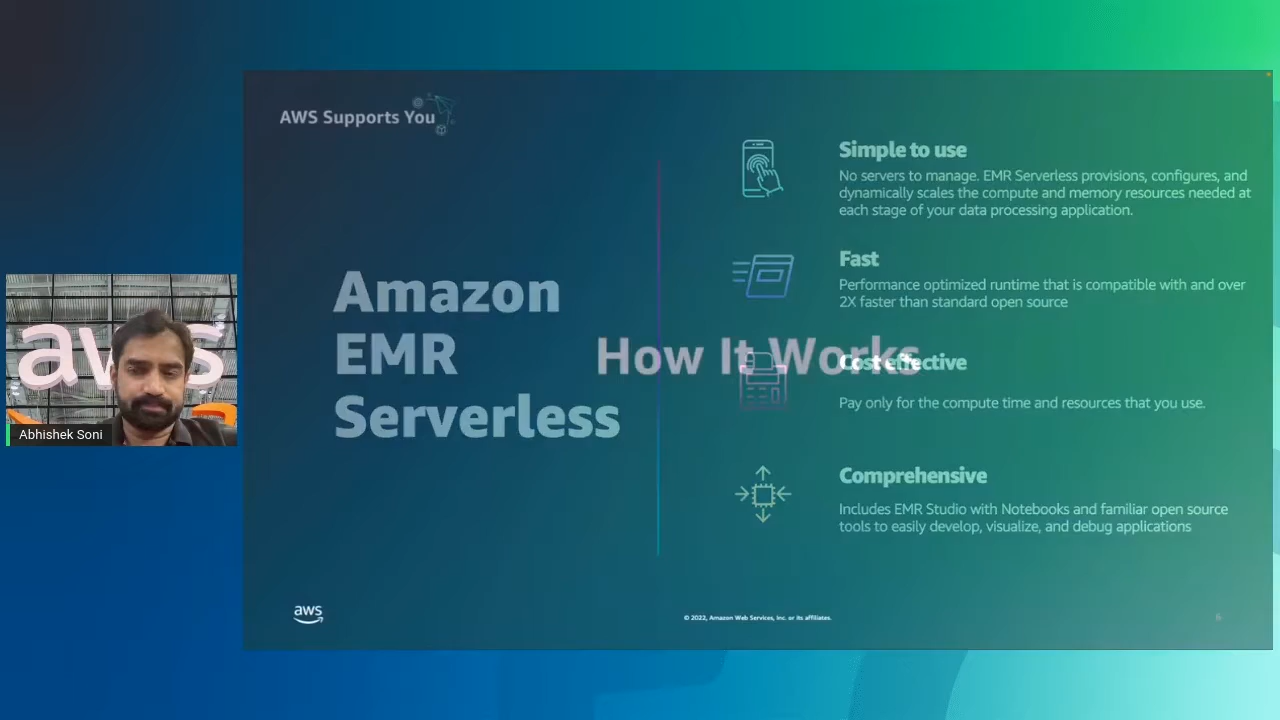 AWS Supports You
Simple to use
No servers to manage. EMR Serverless provisions, configures, and
dynamically scales the compute and memory resources needed at
each stage of your data processing application.
Fast
Performance optimized runtime that is compatible with and over
2X faster than standard open source
Amazon
EMR
Serverless
How It Works
Cost effective
Pay only for the compute time and resources that you use.
Comprehensive
Includes EMR Studio with Notebooks and familiar open source
tools to easily develop, visualize, and debug applications
aws
Abhishek Soni
aws
© 2022, Amazon Web Services, Inc. or its affiliates.
6